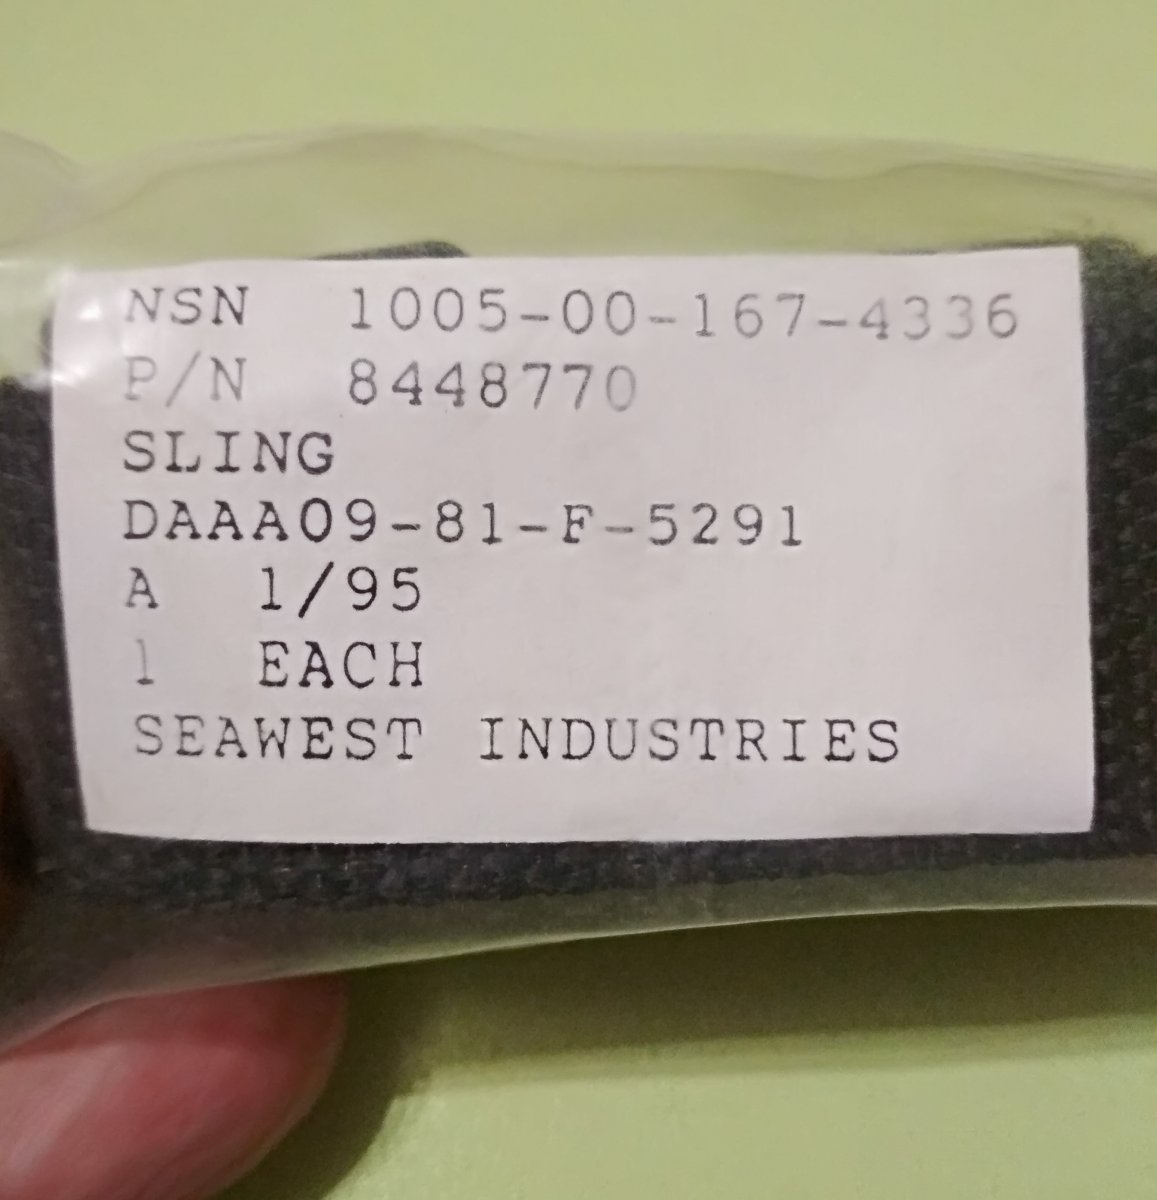 NSN 1005-00-167-4336
P/N 8448770
SLING
DAAA09-81-F-5291
A 1/95
1 EACH
SEAWEST INDUSTRIES